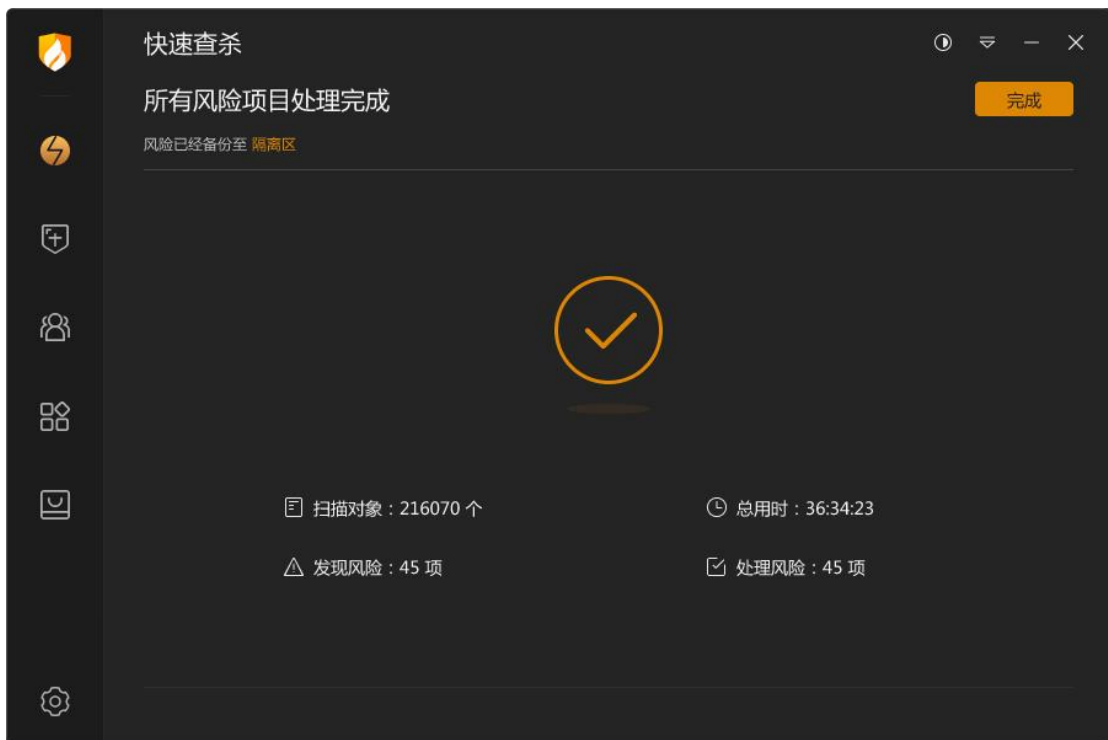 快速查杀
所有风险项目处理完成
完成
风险已经备份至 隔离区
扫描对象：216070 个
总用时：36:34:23
发现风险：45 项
处理风险：45 项